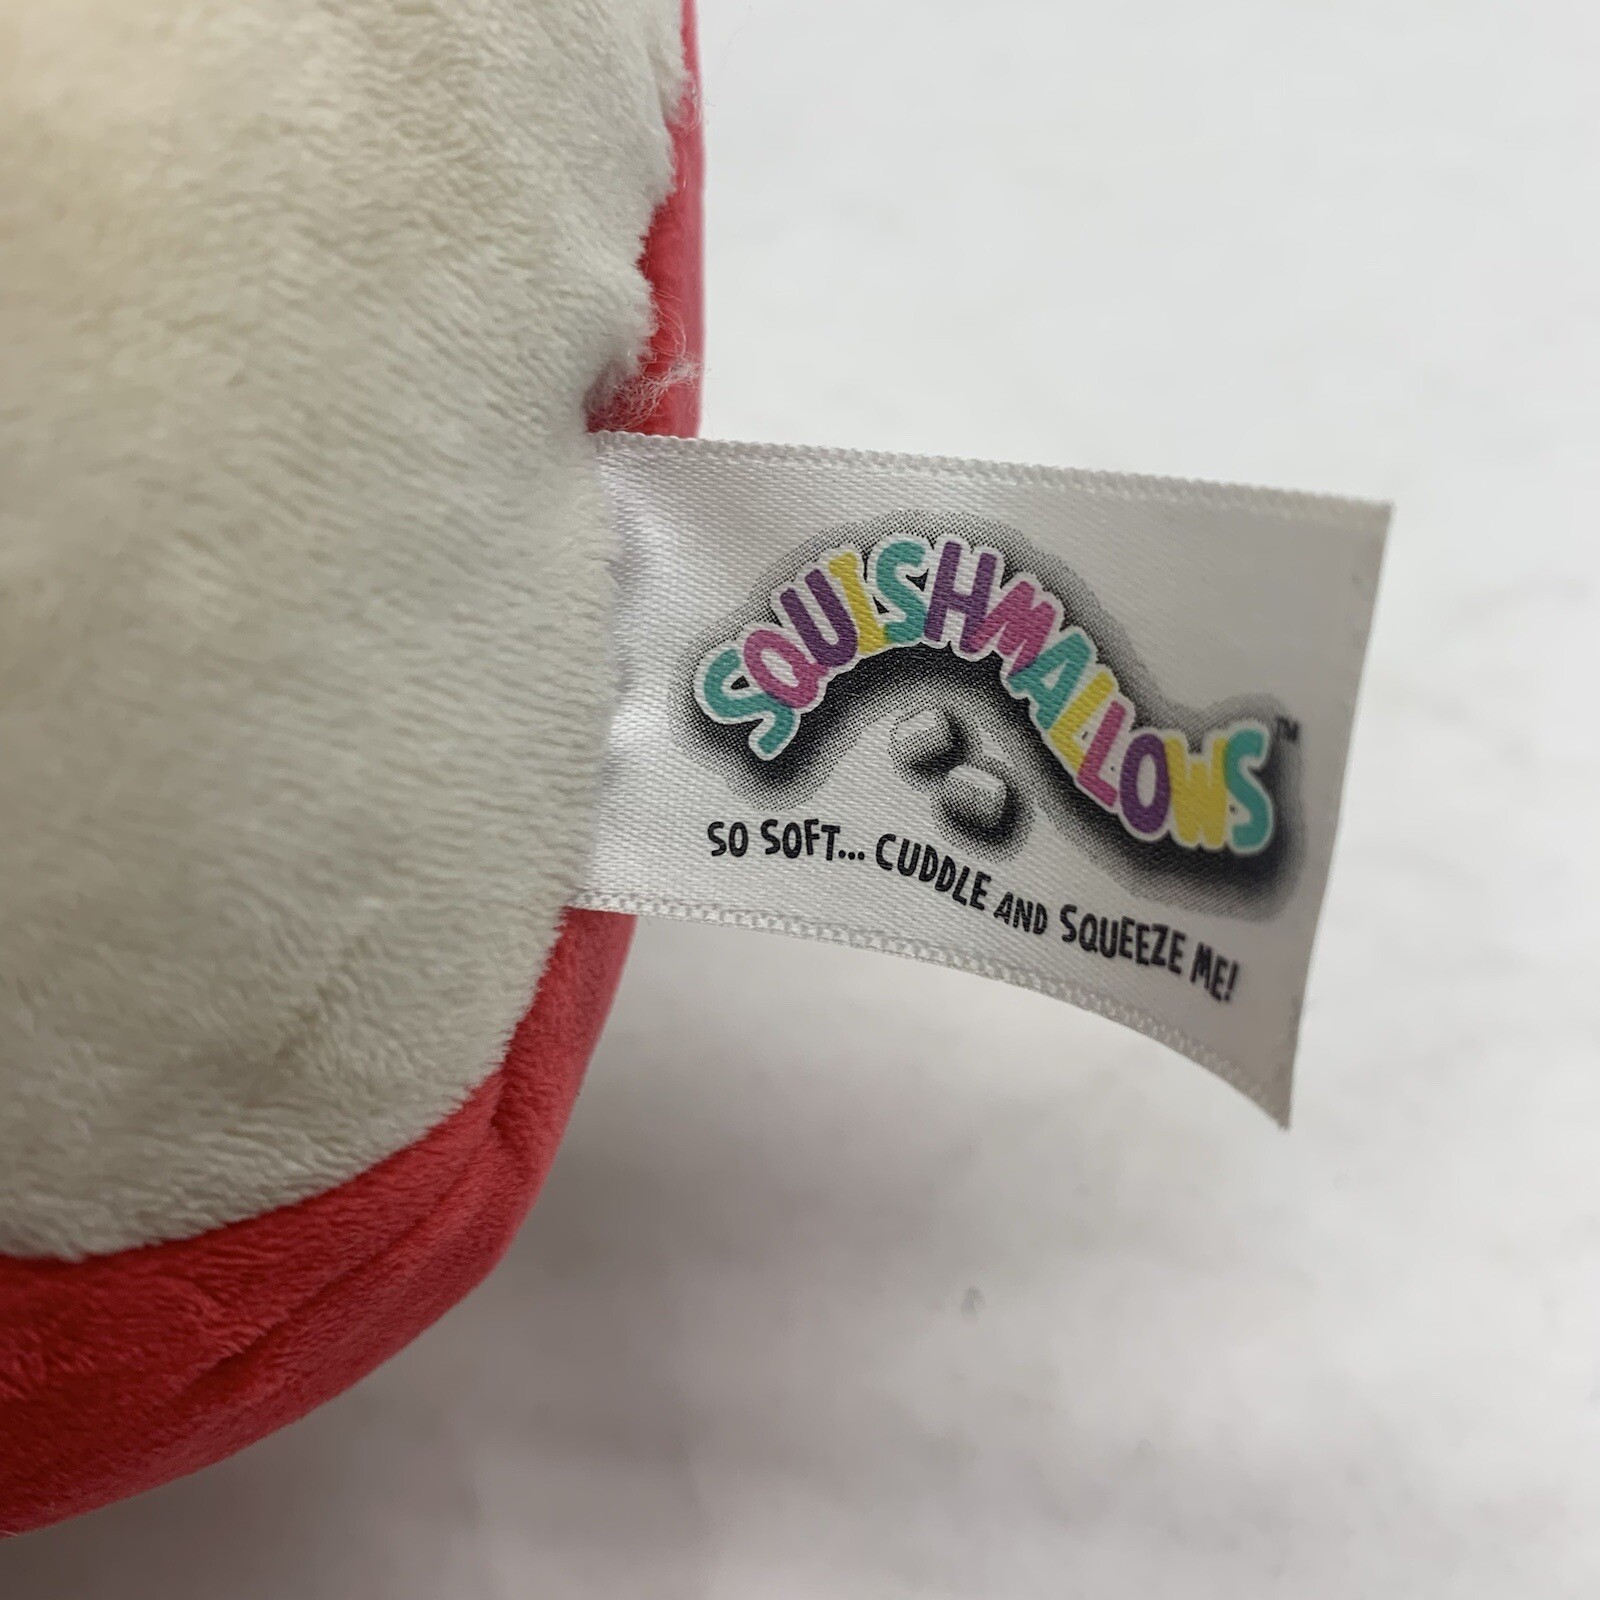 SQUISHMALLOWS™
SO SOFT... CUDDLE AND SQUEEZE ME!